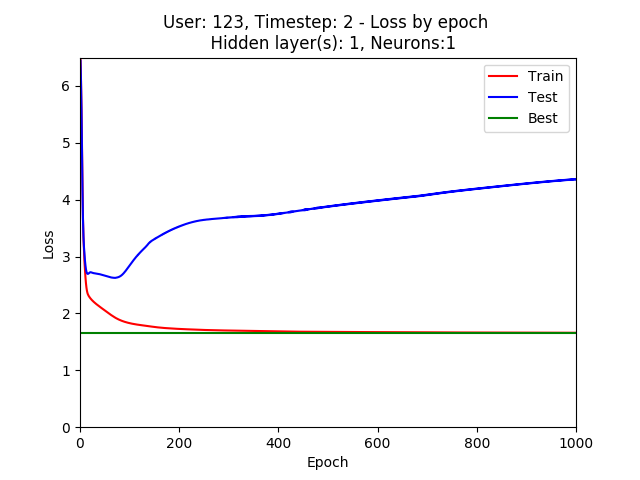 User: 123, Timestep: 2 - Loss by epoch
Hidden layer(s): 1, Neurons:1
Train
Test
Best
6
5
4
3
2
1
0
Loss
0 200 400 600 800 1000
Epoch